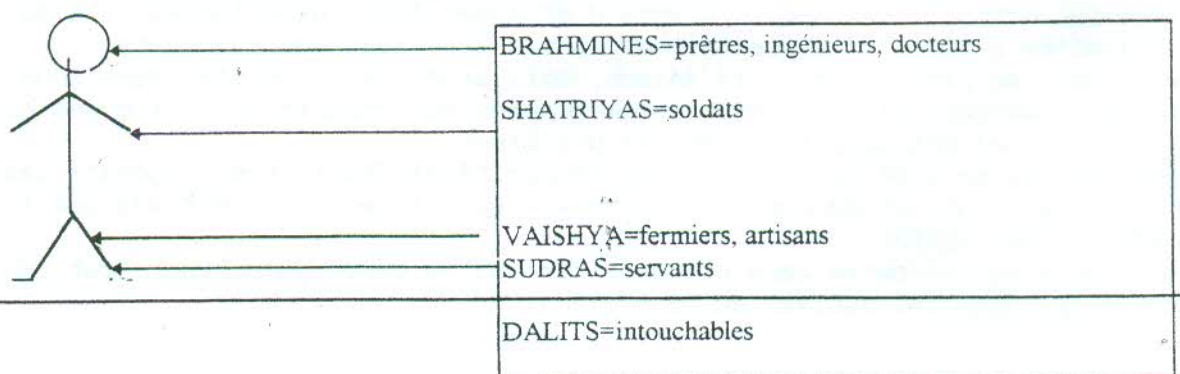 BRAHMINES=prêtres, ingénieurs, docteurs
SHATRIYAS=soldats
VAISHYA=fermiers, artisans
SUDRAS=servants
DALITS=intouchables